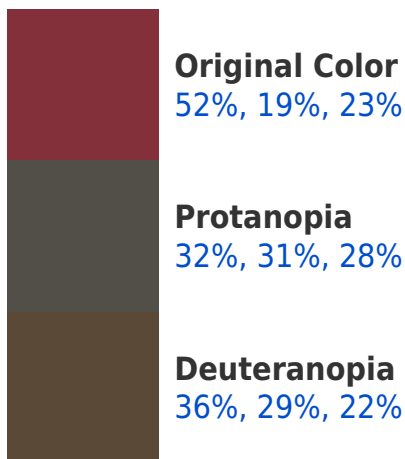 Original Color
52%, 19%, 23%
Protanopia
32%, 31%, 28%
Deuteranopia
36%, 29%, 22%